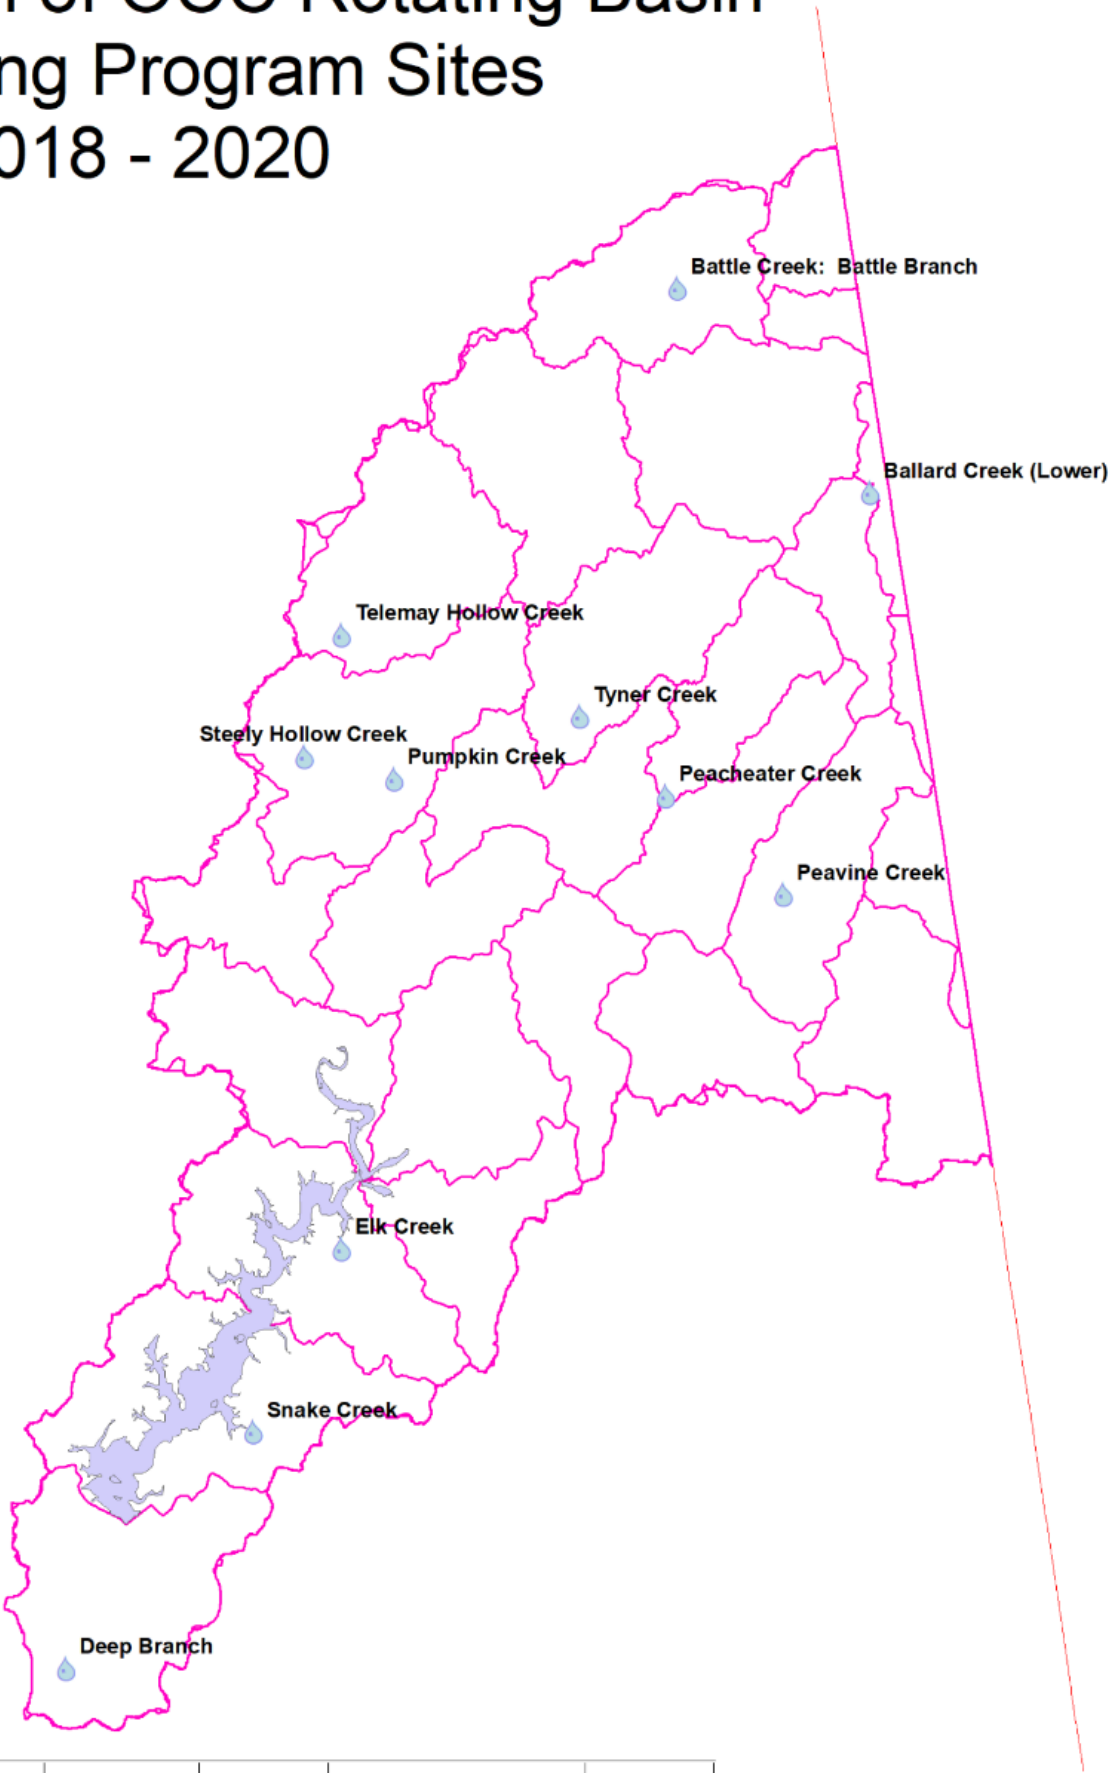 ng Program Sites
018 - 2020
Battle Creek: Battle Branch
Ballard Creek (Lower)
Telemay Hollow Creek
Tyner Creek
Steely Hollow Creek
Pumpkin Creek
Peacheater Creek
Peavine Creek
Elk Creek
Snake Creek
Deep Branch